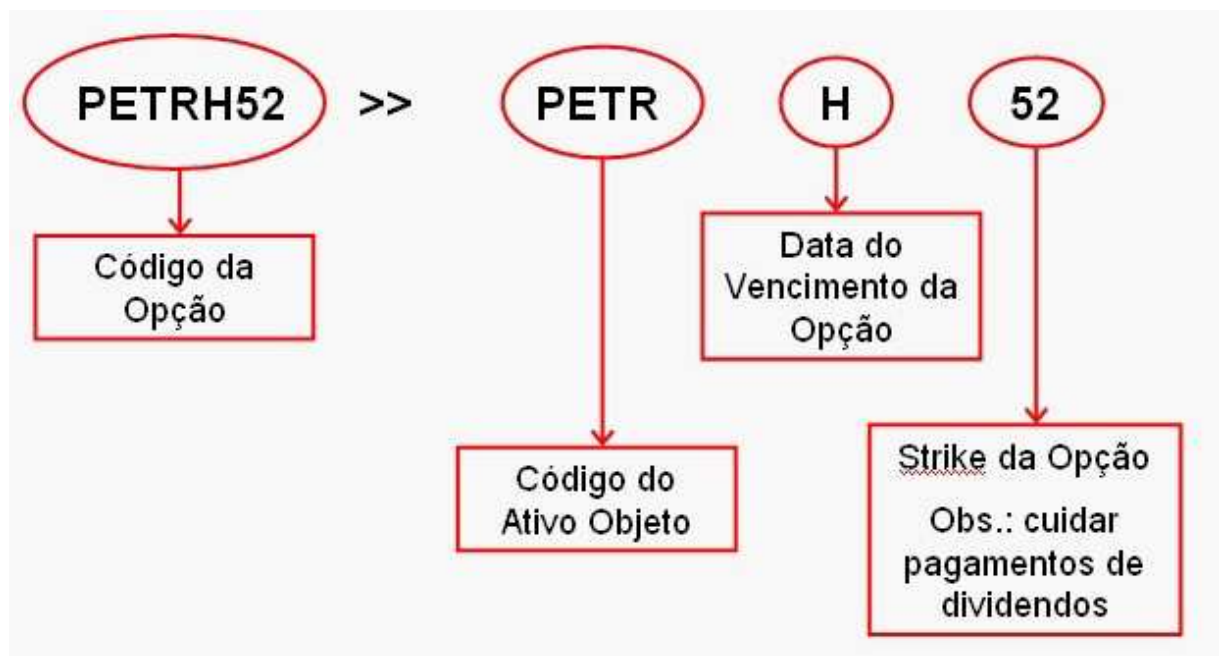 PETRH52 >> PETR H 52
Código da
Opção
Código do
Ativo Objeto
Data do
Vencimento da
Opção
Strike da Opção
Obs.: cuidar
pagamentos de
dividendos